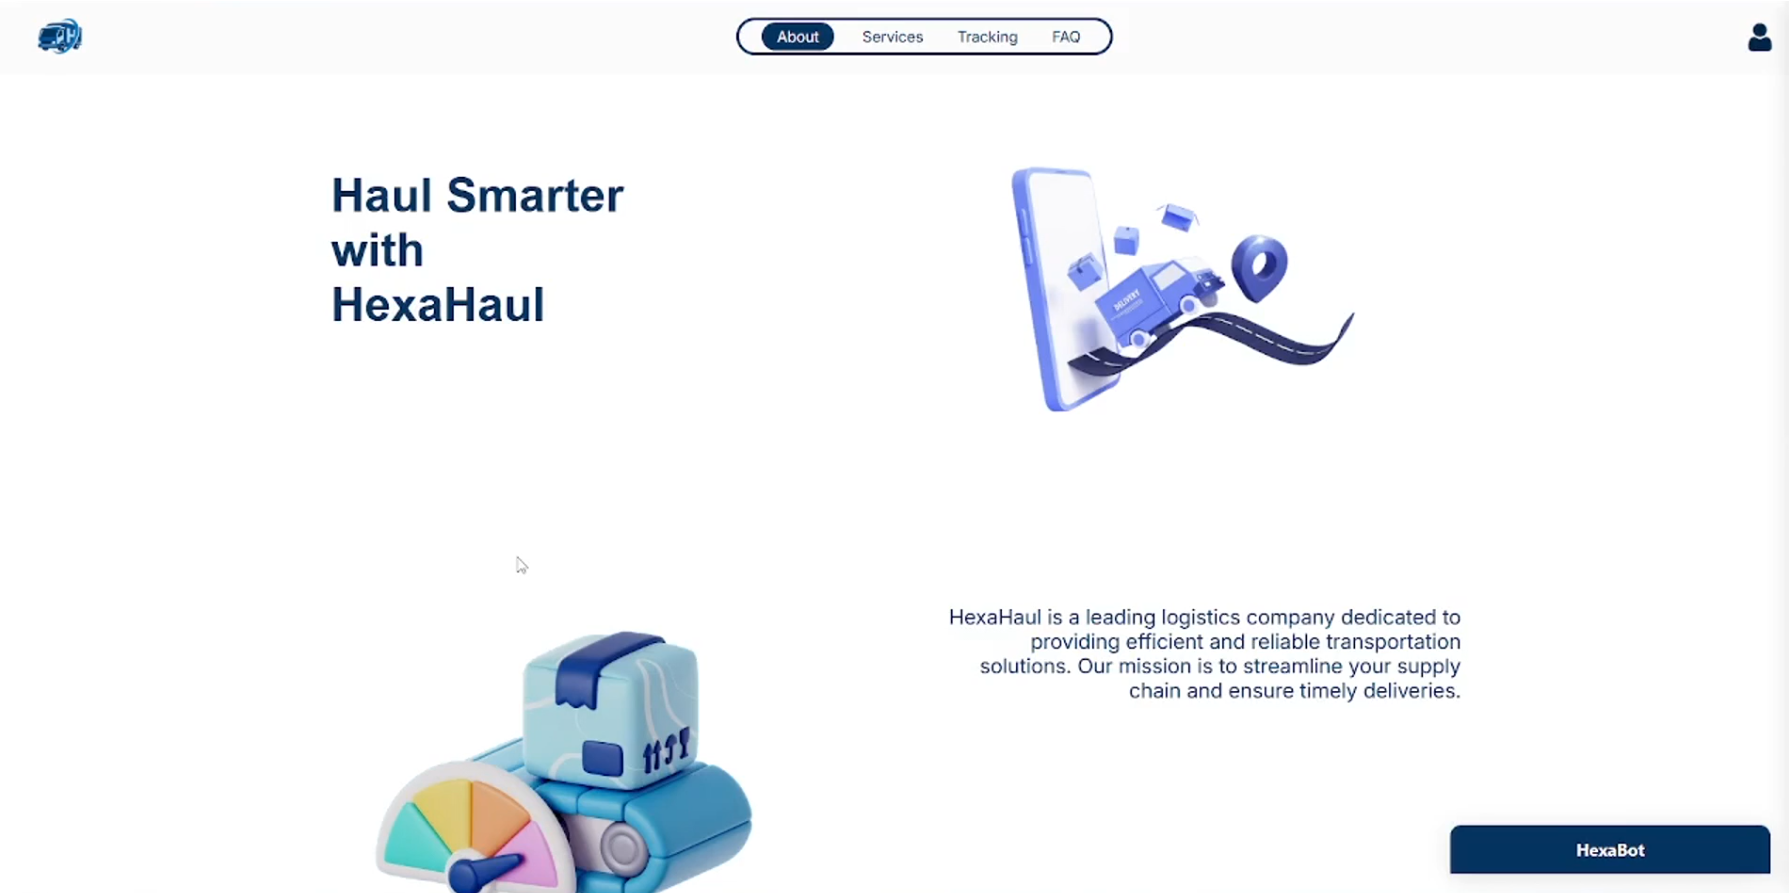 About
Services
Tracking
FAQ
Haul Smarter
with
HexaHaul
DELIVERY
HexaHaul is a leading logistics company dedicated to
providing efficient and reliable transportation
solutions. Our mission is to streamline your supply
chain and ensure timely deliveries.
HexaBot